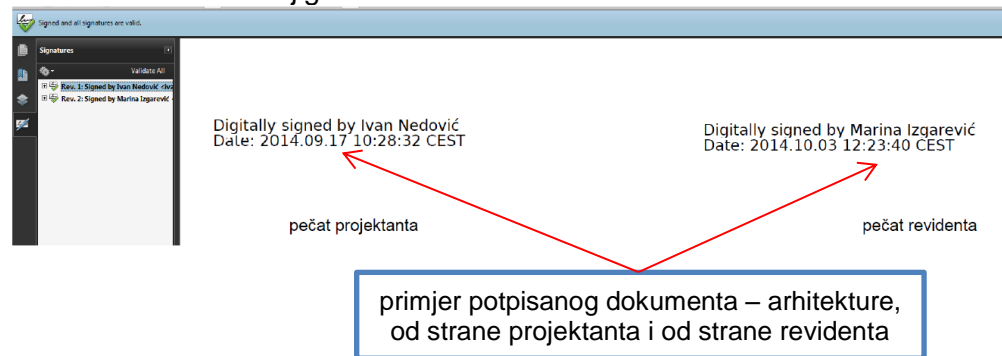 Signed and all signatures are valid.
Signatures
Validate All
Rev. 1: Signed by Ivan Nedović <iva
Rev. 2: Signed by Marina Izgarević
Digitally signed by Ivan Nedović
Date: 2014.09.17 10:28:32 CEST
Digitally signed by Marina Izgarević
Date: 2014.10.03 12:23:40 CEST
pečat projektanta
pečat revidenta
primjer potpisanog dokumenta – arhitekture,
od strane projektanta i od strane revidenta